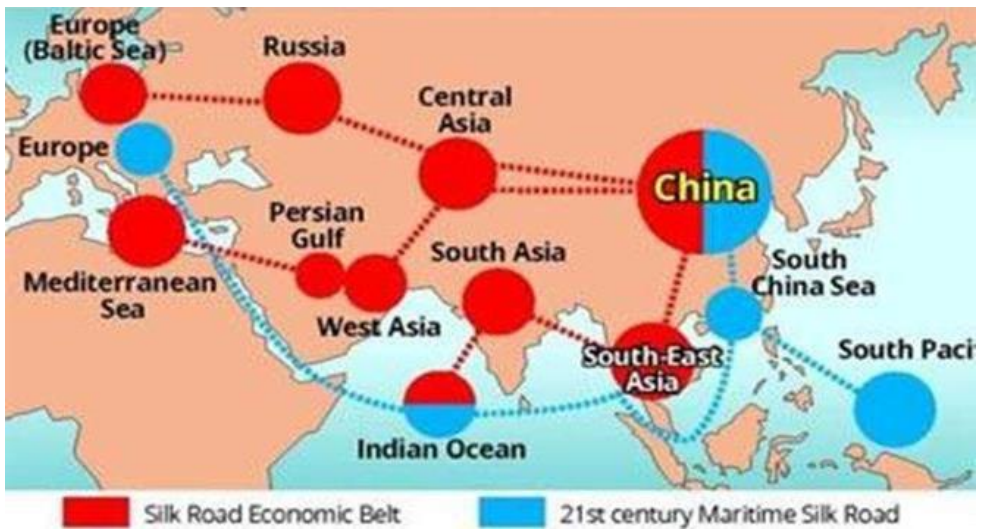 Europe
(Baltic Sea)
Russia
Central
Asia
Europe
China
Persian
Gulf
South Asia
South
China Sea
Mediterranean
Sea
West Asia
South-East
Asia
South Paci
Indian Ocean
Silk Road Economic Belt
21st century Maritime Silk Road